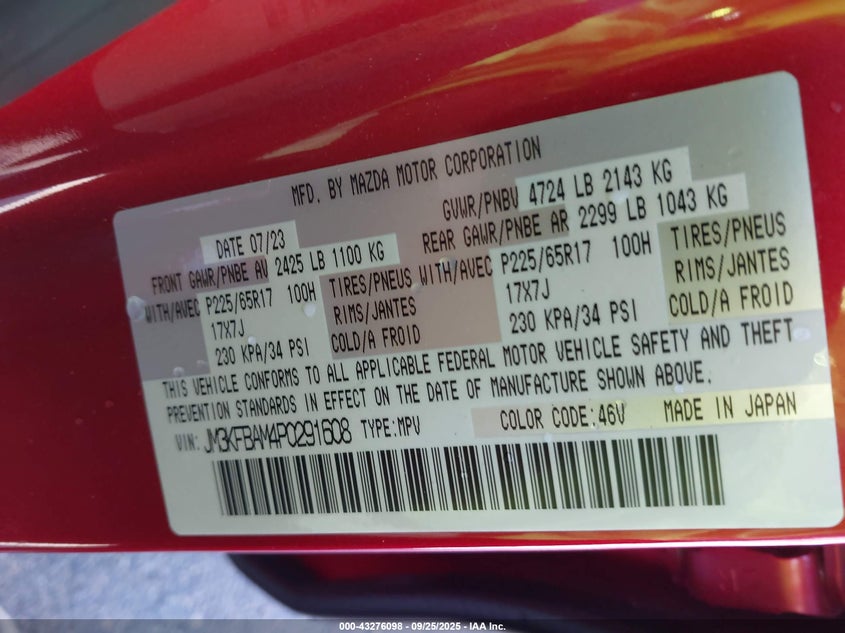 MFD. BY MAZDA MOTOR CORPORATION
DATE 07/23
GVWR/PNBV 4724 LB 2143 KG
FRONT GAWR/PNBE AV 2425 LB 1100 KG
REAR GAWR/PNBE AR 2299 LB 1043 KG
WITH/AVEC P225/65R17 100H TIRES/PNEUS
17X7J RIMS/JANTES
230 KPA/34 PSI COLD/A FROID
WITH/AVEC P225/65R17 100H TIRES/PNEUS
17X7J RIMS/JANTES
230 KPA/34 PSI COLD/A FROID
THIS VEHICLE CONFORMS TO ALL APPLICABLE FEDERAL MOTOR VEHICLE SAFETY AND THEFT
PREVENTION STANDARDS IN EFFECT ON THE DATE OF MANUFACTURE SHOWN ABOVE.
VIN: JM3KFBAM4P0291608 TYPE:MPV COLOR CODE:46V MADE IN JAPAN
000-43276098 - 09/25/2025 - IAA Inc.